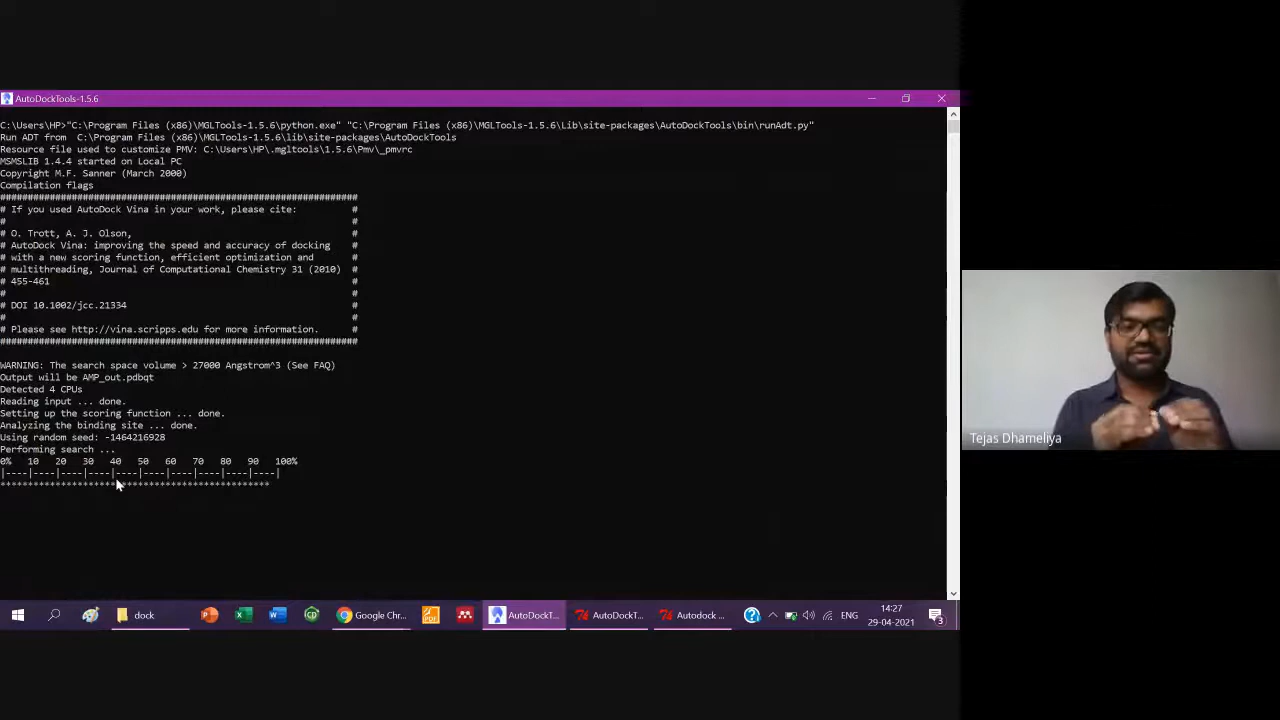 AutoDockTools-1.5.6
C:\Users\HP>"C:\Program Files (x86)\MGLTools-1.5.6\python.exe" "C:\Program Files (x86)\MGLTools-1.5.6\Lib\site-packages\AutoDockTools\bin\runAdt.py"
Run ADT from  C:\Program Files (x86)\MGLTools-1.5.6\lib\site-packages\AutoDockTools
Resource file used to customize PMV: C:\Users\HP\.mgltools\1.5.6\Pmv\_pmvrc
MSMSLIB 1.4.4 started on Local PC
Copyright M.F. Sanner (March 2000)
Compilation flags
#################################################################
# If you used AutoDock Vina in your work, please cite:          #
#                                                               #
# O. Trott, A. J. Olson,                                        #
# AutoDock Vina: improving the speed and accuracy of docking    #
# with a new scoring function, efficient optimization and       #
# multithreading, Journal of Computational Chemistry 31 (2010)  #
# 455-461                                                       #
#                                                               #
# DOI 10.1002/jcc.21334                                         #
#                                                               #
# Please see http://vina.scripps.edu for more information.      #
#################################################################
WARNING: The search space volume > 27000 Angstrom^3 (See FAQ)
Output will be AMP_out.pdbqt
Detected 4 CPUs
Reading input ... done.
Setting up the scoring function ... done.
Analyzing the binding site ... done.
Using random seed: -1464216928
Performing search ...
0%   10   20   30   40   50   60   70   80   90   100%
|----|----|----|----|----|----|----|----|----|----|
*************************************************
Tejas Dhameliya
dock
Google Chr...
AutoDockT...
AutoDockT...
Autodock ...
ENG
14:27
29-04-2021
3